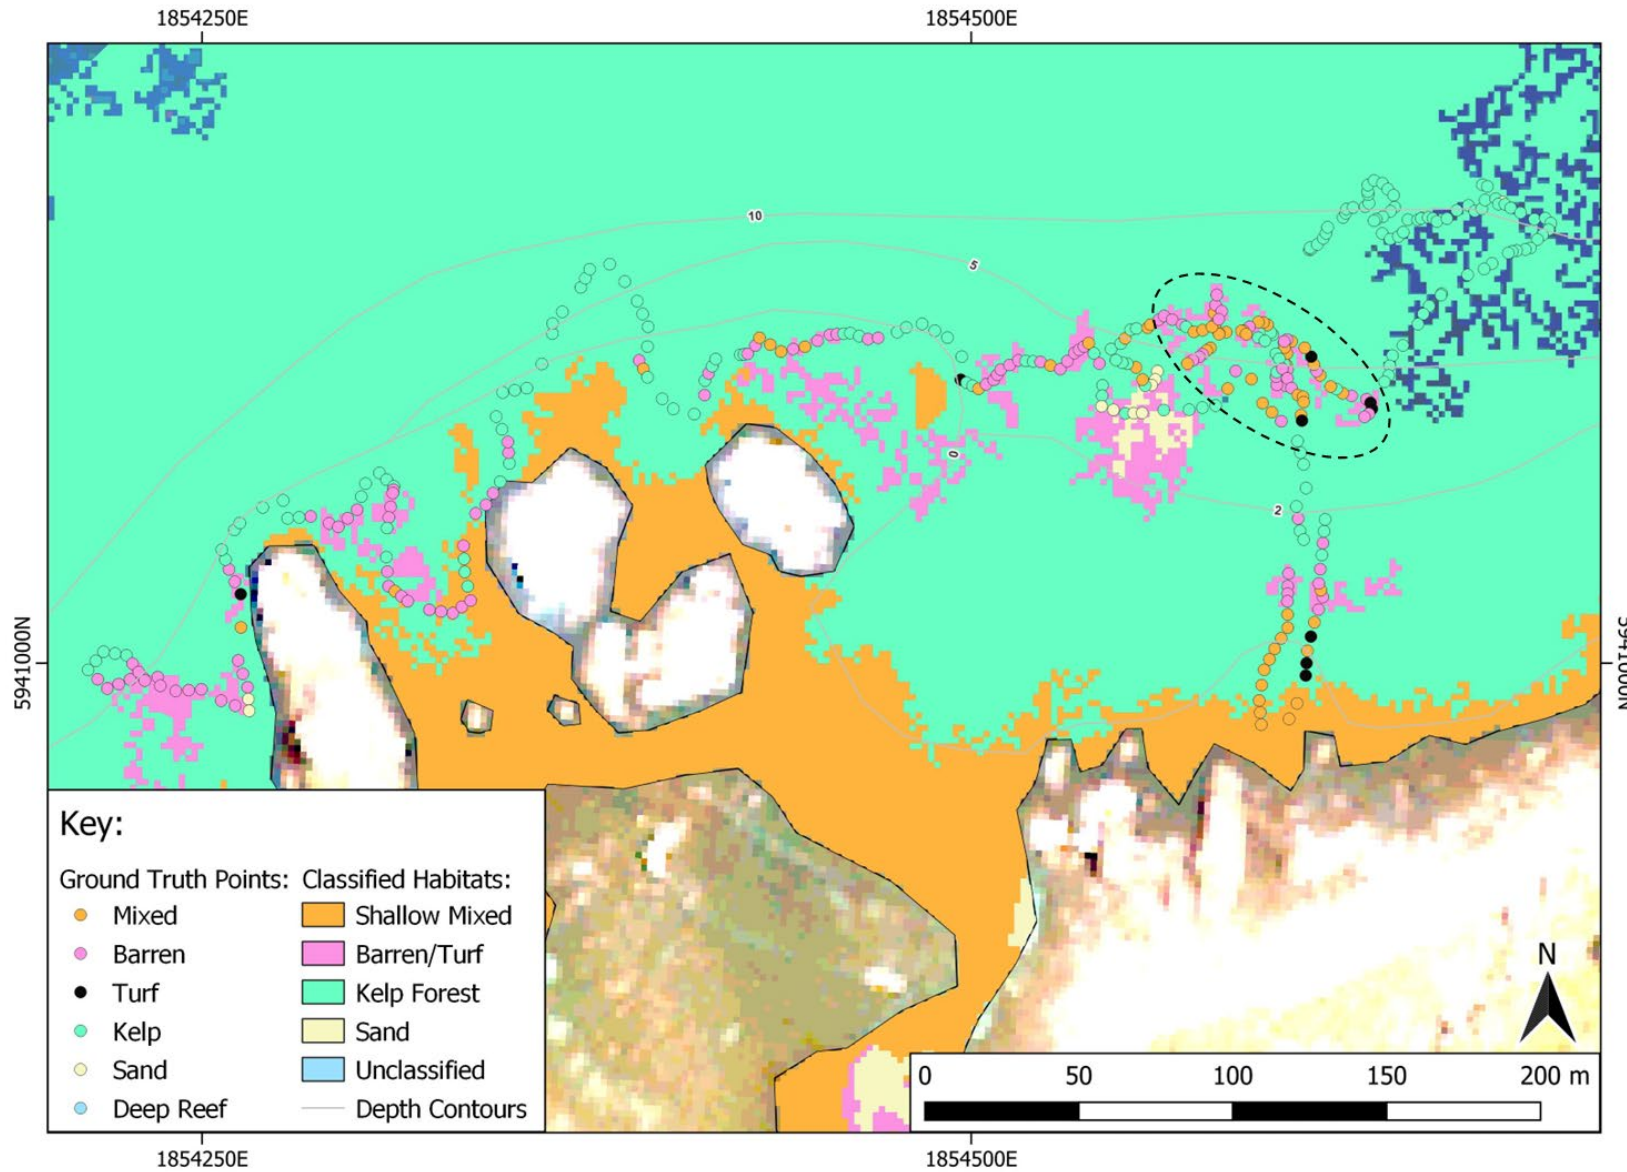 1854250E 1854500E
10
5
0
2
5941000N 5941000N
Key:
Ground Truth Points: Classified Habitats:
Mixed Shallow Mixed
Barren Barren/Turf
Turf Kelp Forest
Kelp Sand
Sand Unclassified
Deep Reef Depth Contours
N
0 50 100 150 200 m
1854250E 1854500E